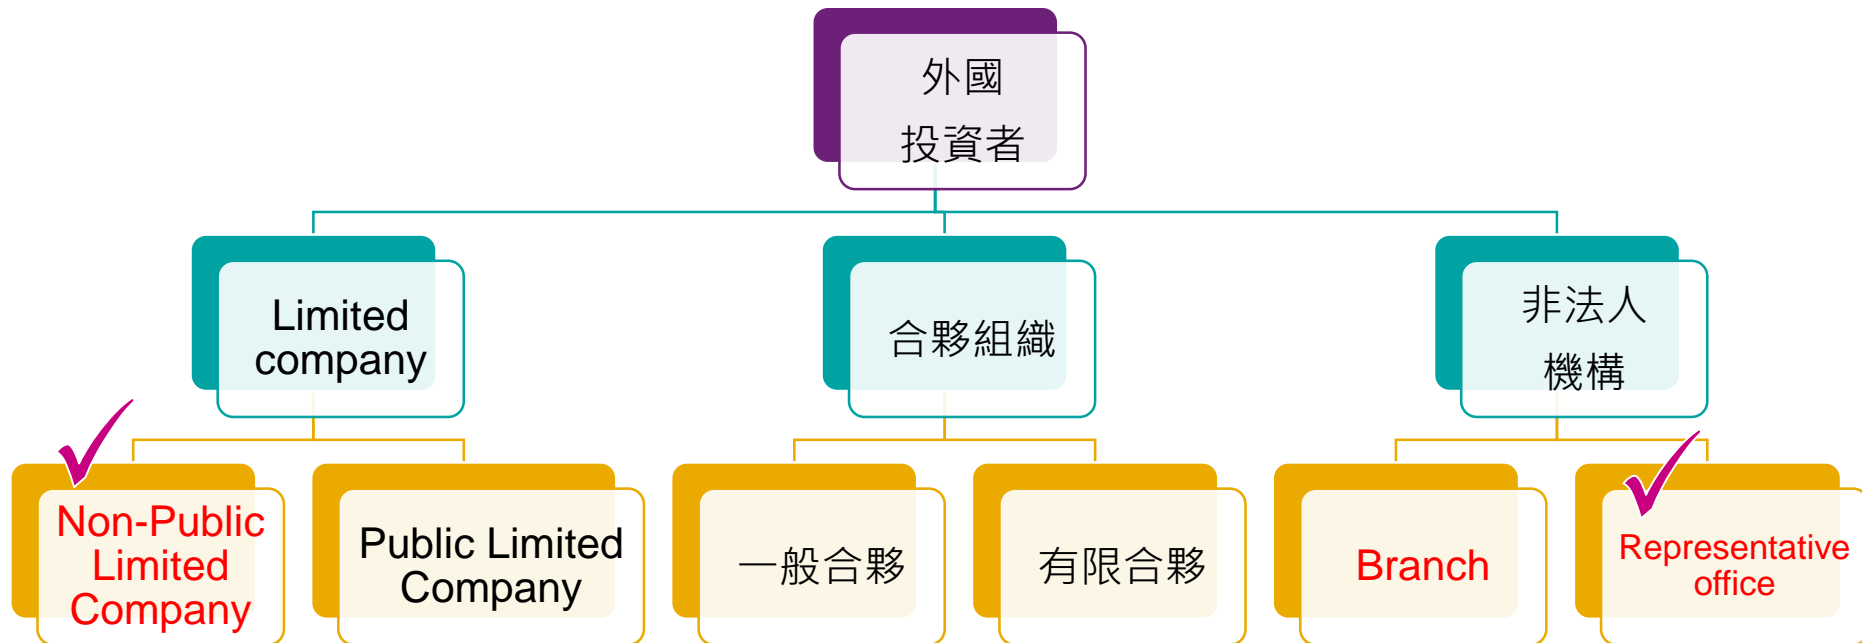 外國
投資者
Limited
company
合夥組織
非法人
機構
Non-Public
Limited
Company
Public Limited
Company
一般合夥
有限合夥
Branch
Representative
office